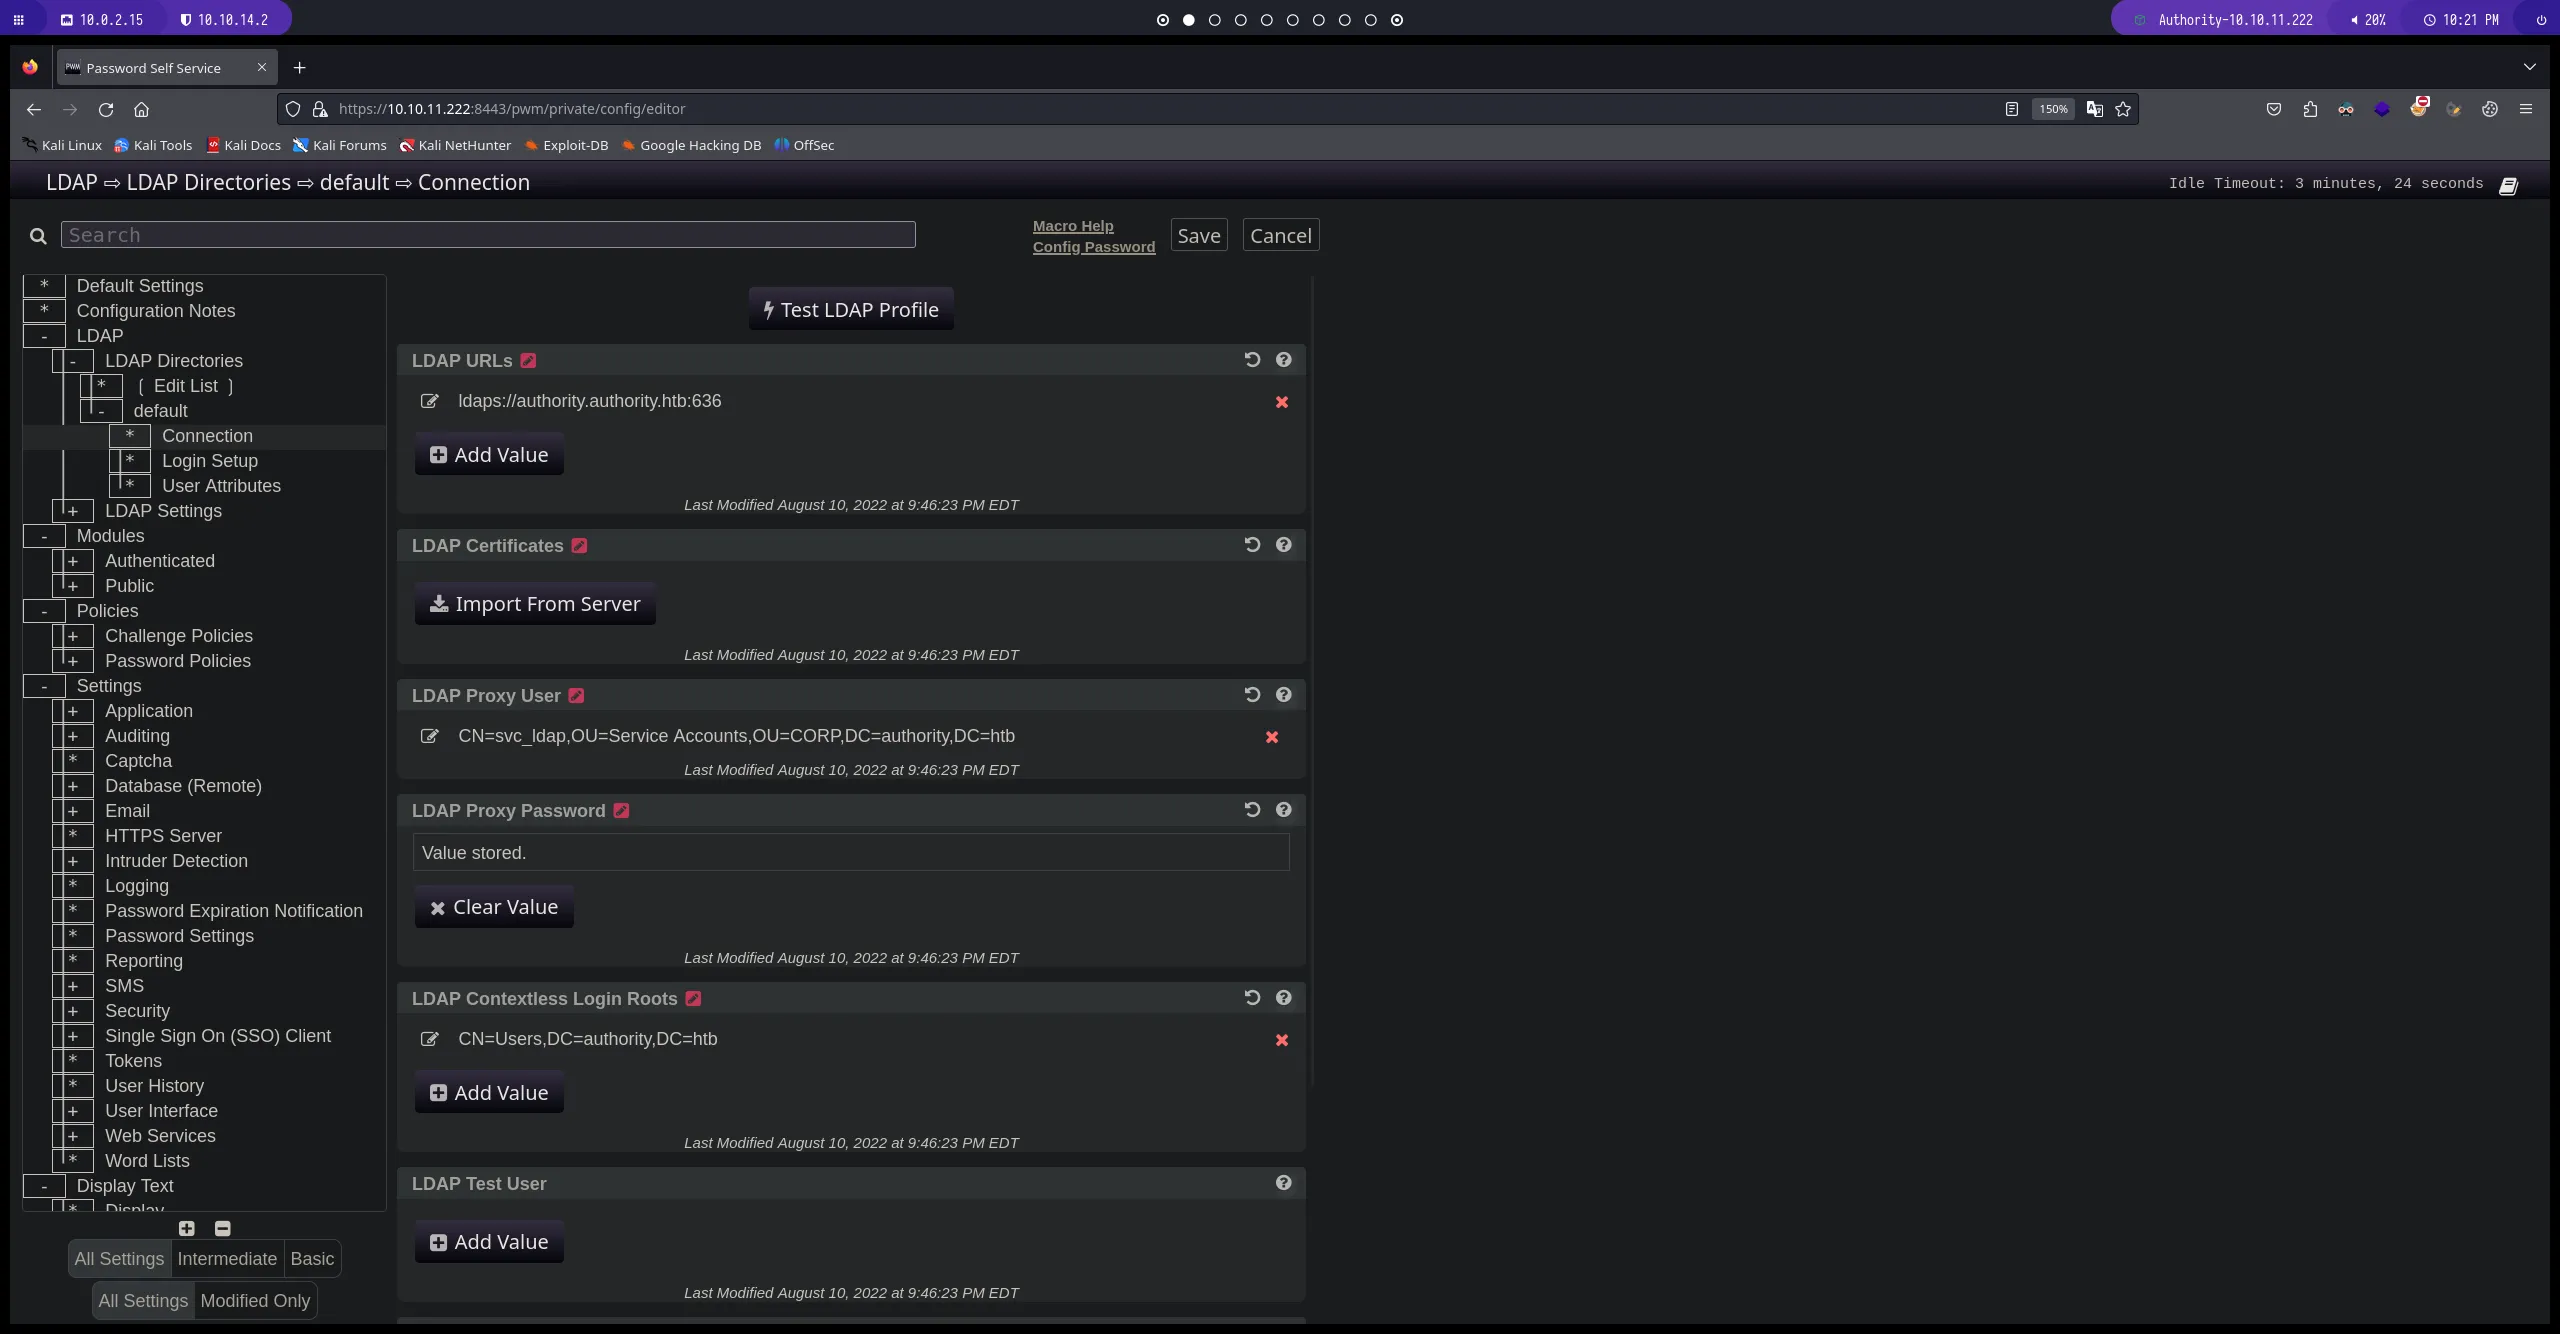 10.0.2.15
10.10.14.2
Authority-10.10.11.222
20%
10:21 PM
PWM
Password Self Service
https://10.10.11.222:8443/pwm/private/config/editor
150%
Kali Linux
Kali Tools
Kali Docs
Kali Forums
Kali NetHunter
Exploit-DB
Google Hacking DB
OffSec
LDAP ⇨ LDAP Directories ⇨ default ⇨ Connection
Idle Timeout: 3 minutes, 24 seconds
Search
Macro Help
Config Password
Save
Cancel
* Default Settings
* Configuration Notes
- LDAP
- LDAP Directories
* [ Edit List ]
- default
* Connection
* Login Setup
* User Attributes
+ LDAP Settings
- Modules
+ Authenticated
+ Public
- Policies
+ Challenge Policies
+ Password Policies
- Settings
+ Application
+ Auditing
* Captcha
+ Database (Remote)
+ Email
* HTTPS Server
+ Intruder Detection
* Logging
* Password Expiration Notification
* Password Settings
* Reporting
+ SMS
+ Security
+ Single Sign On (SSO) Client
* Tokens
* User History
+ User Interface
+ Web Services
* Word Lists
- Display Text
* Display
All Settings
Intermediate
Basic
All Settings
Modified Only
Test LDAP Profile
LDAP URLs
ldaps://authority.authority.htb:636
Add Value
Last Modified August 10, 2022 at 9:46:23 PM EDT
LDAP Certificates
Import From Server
Last Modified August 10, 2022 at 9:46:23 PM EDT
LDAP Proxy User
CN=svc_ldap,OU=Service Accounts,OU=CORP,DC=authority,DC=htb
Last Modified August 10, 2022 at 9:46:23 PM EDT
LDAP Proxy Password
Value stored.
Clear Value
Last Modified August 10, 2022 at 9:46:23 PM EDT
LDAP Contextless Login Roots
CN=Users,DC=authority,DC=htb
Add Value
Last Modified August 10, 2022 at 9:46:23 PM EDT
LDAP Test User
Add Value
Last Modified August 10, 2022 at 9:46:23 PM EDT